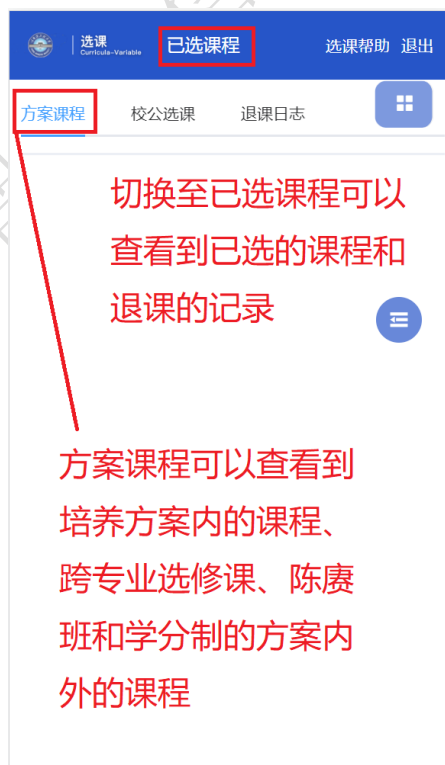 选课 已选课程 选课帮助 退出
Curricula-Variable
方案课程 校公选课 退课日志
切换至已选课程可以
查看到已选的课程和
退课的记录
方案课程可以查看到
培养方案内的课程、
跨专业选修课、陈赓
班和学分制的方案内
外的课程